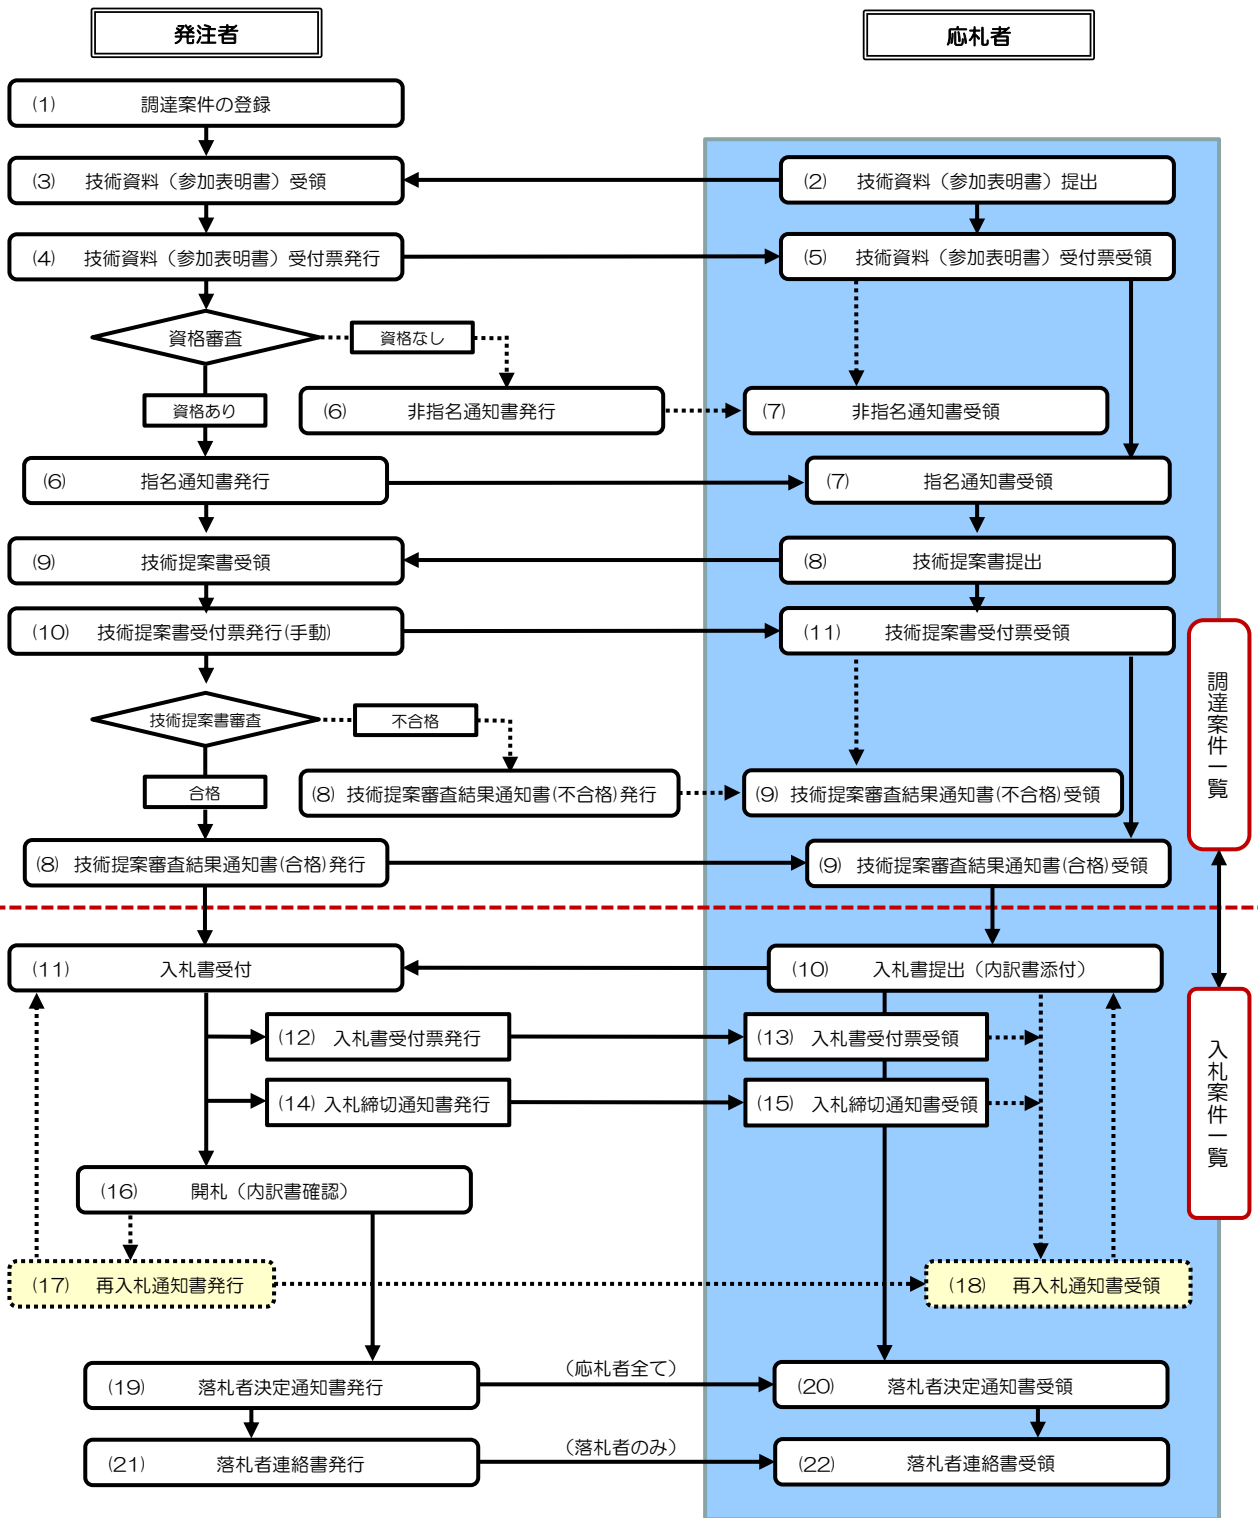 発注者
応札者
(1) 調達案件の登録
(3) 技術資料（参加表明書）受領
(2) 技術資料（参加表明書）提出
(4) 技術資料（参加表明書）受付票発行
(5) 技術資料（参加表明書）受付票受領
資格審査
資格なし
資格あり
(6) 非指名通知書発行
(7) 非指名通知書受領
(6) 指名通知書発行
(7) 指名通知書受領
(9) 技術提案書受領
(8) 技術提案書提出
(10) 技術提案書受付票発行(手動)
(11) 技術提案書受付票受領
調達案件一覧
技術提案書審査
不合格
合格
(8) 技術提案審査結果通知書(不合格)発行
(9) 技術提案審査結果通知書(不合格)受領
(8) 技術提案審査結果通知書(合格)発行
(9) 技術提案審査結果通知書(合格)受領
(11) 入札書受付
(10) 入札書提出（内訳書添付）
入札案件一覧
(12) 入札書受付票発行
(13) 入札書受付票受領
(14) 入札締切通知書発行
(15) 入札締切通知書受領
(16) 開札（内訳書確認）
(17) 再入札通知書発行
(18) 再入札通知書受領
（応札者全て）
(19) 落札者決定通知書発行
(20) 落札者決定通知書受領
（落札者のみ）
(21) 落札者連絡書発行
(22) 落札者連絡書受領